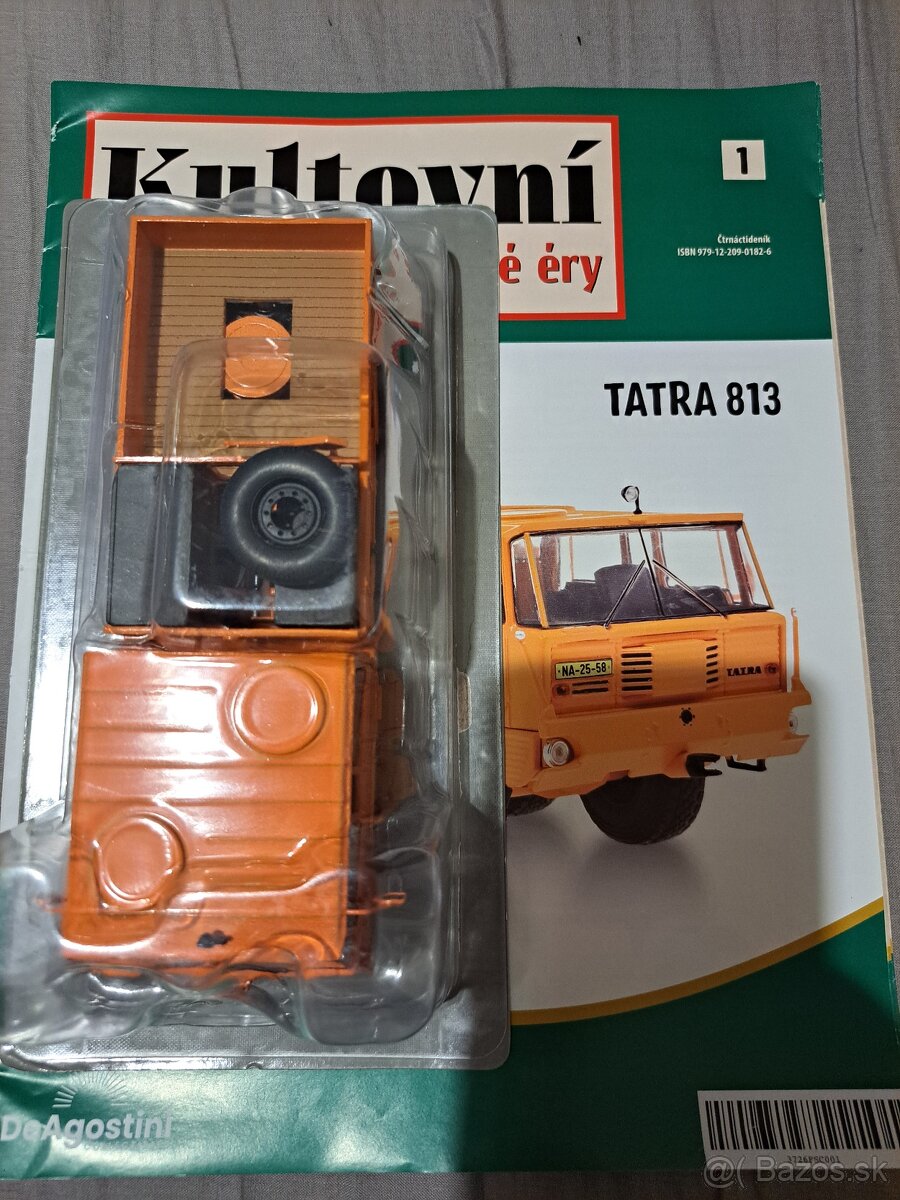 Kultovní
1
é éry
Čtrnáctideník
ISBN 979-12-209-0182-6
TATRA 813
NA-25-58
TATRA
DeAgostini
3726PSC001
@( Bazos.sk